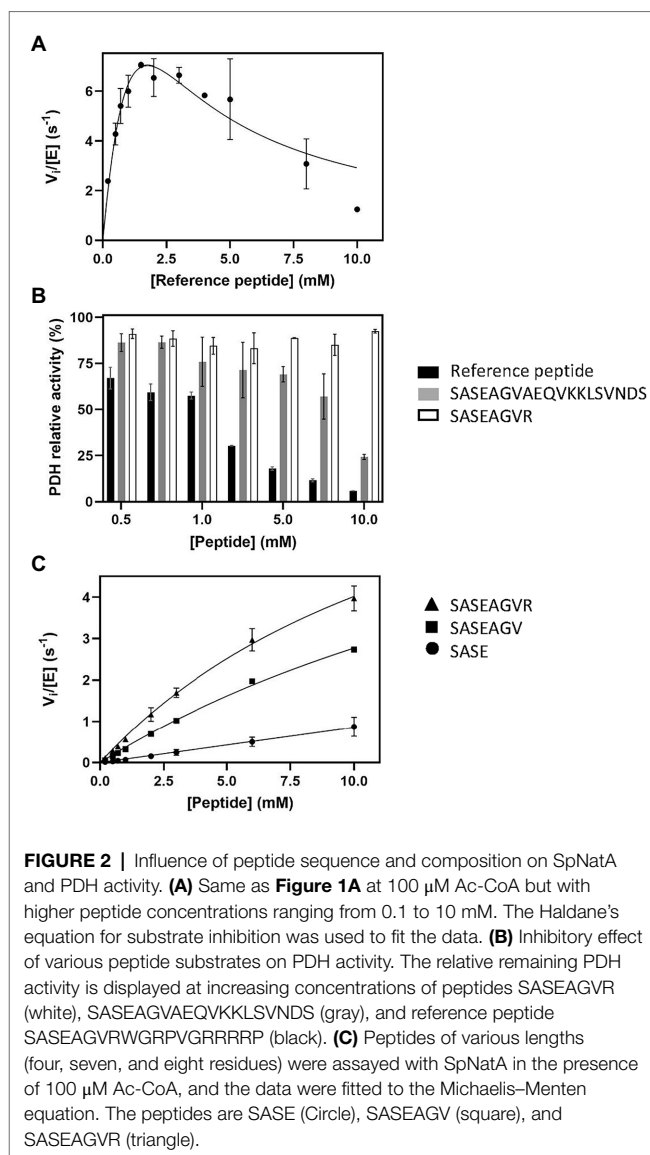 A
6
4
2
0
Vi/[E] (s-1)
0.0 2.5 5.0 7.5 10.0
[Reference peptide] (mM)
B
100
75
50
25
0
PDH relative activity (%)
0.5 1.0 5.0 10.0
[Peptide] (mM)
Reference peptide
SASEAGVAEQVKKLSVNDS
SASEAGVR
C
4
3
2
1
0
Vi/[E] (s-1)
0.0 2.5 5.0 7.5 10.0
[Peptide] (mM)
SASEAGVR
SASEAGV
SASE
FIGURE 2 | Influence of peptide sequence and composition on SpNatA
and PDH activity. (A) Same as Figure 1A at 100 μM Ac-CoA but with
higher peptide concentrations ranging from 0.1 to 10 mM. The Haldane's
equation for substrate inhibition was used to fit the data. (B) Inhibitory effect
of various peptide substrates on PDH activity. The relative remaining PDH
activity is displayed at increasing concentrations of peptides SASEAGVR
(white), SASEAGVAEQVKKLSVNDS (gray), and reference peptide
SASEAGVRWGRPVGRRRRP (black). (C) Peptides of various lengths
(four, seven, and eight residues) were assayed with SpNatA in the presence
of 100 μM Ac-CoA, and the data were fitted to the Michaelis–Menten
equation. The peptides are SASE (Circle), SASEAGV (square), and
SASEAGVR (triangle).